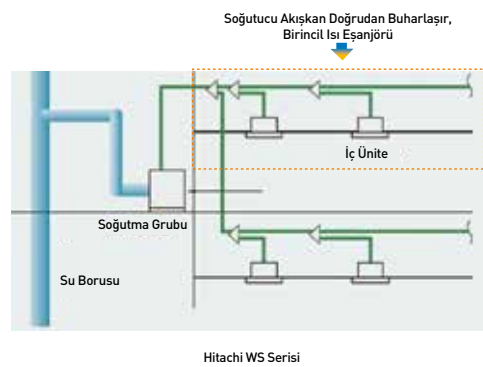 Soğutucu Akışkan Doğrudan Buharlaşır,
Birincil Isı Eşanjörü
İç Ünite
Soğutma Grubu
Su Borusu
Hitachi WS Serisi